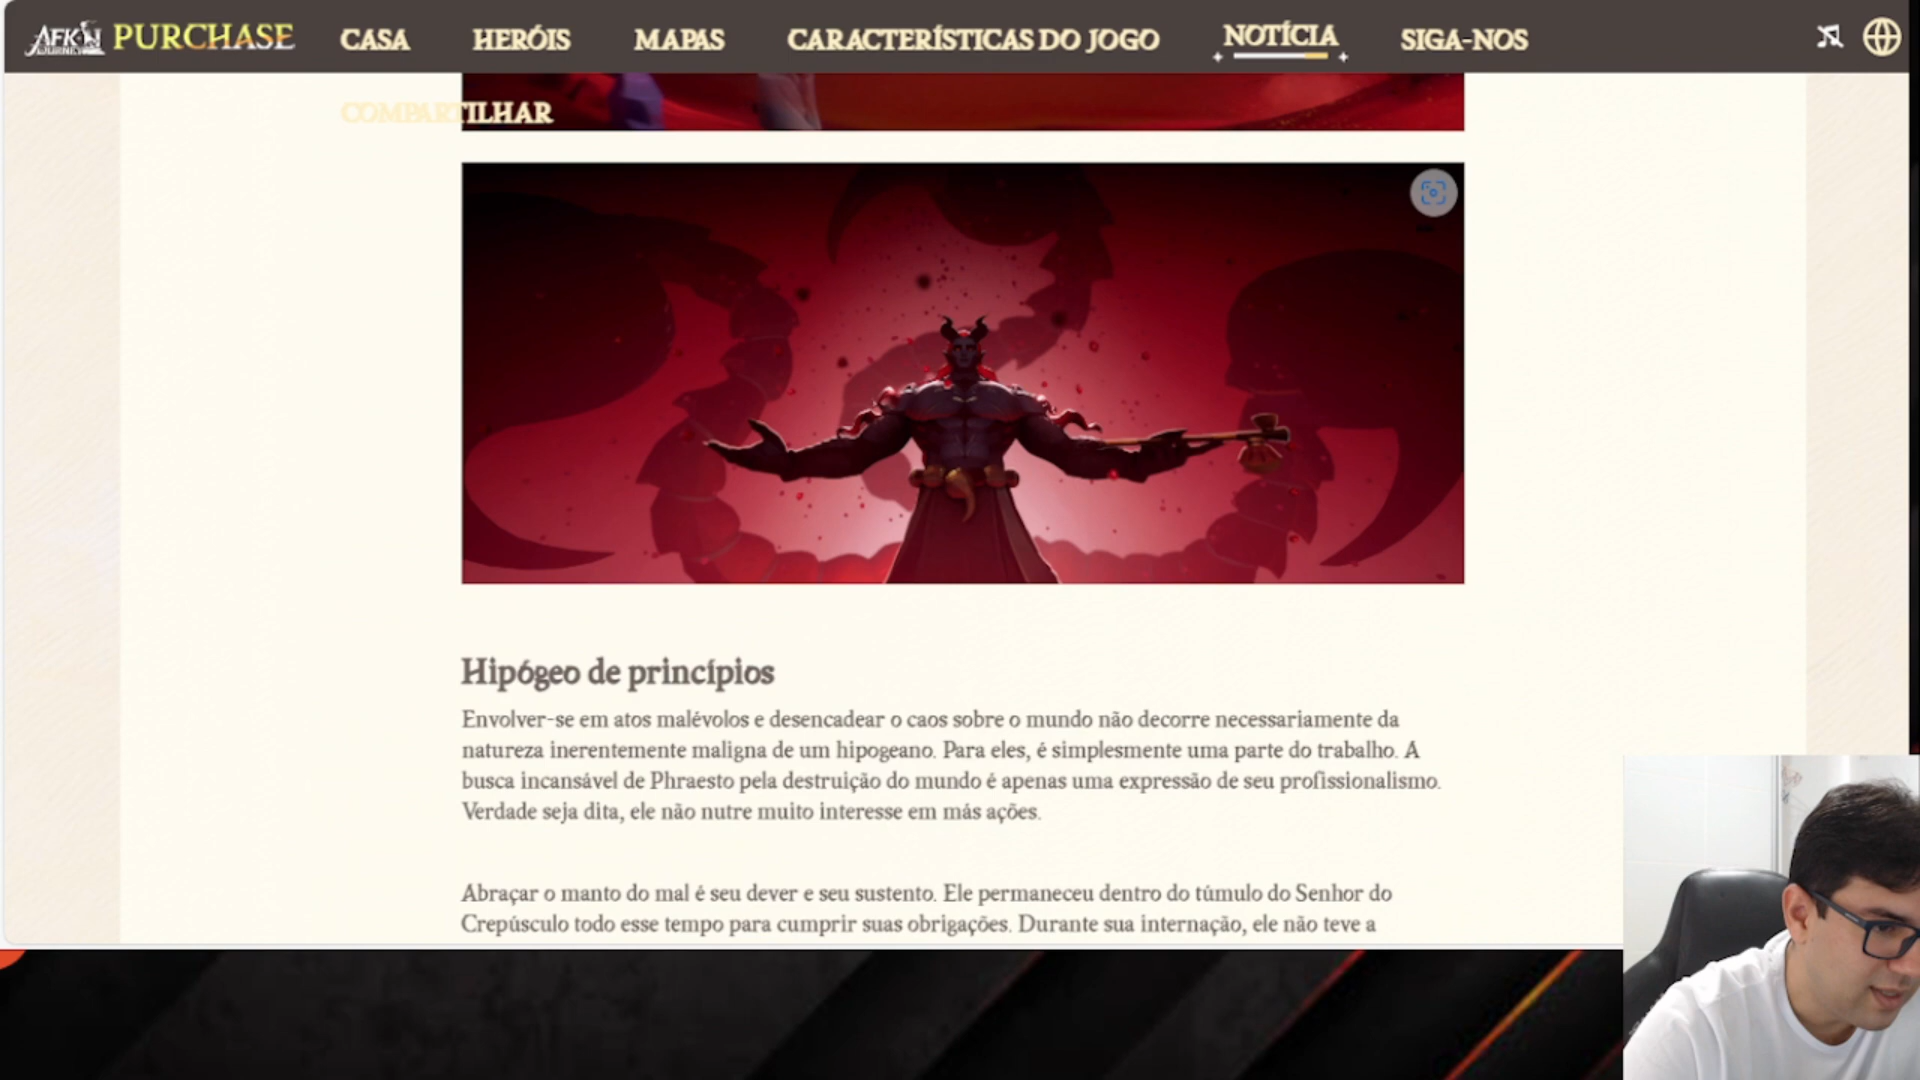 AFK JOURNEY PURCHASE CASA HERÓIS MAPAS CARACTERÍSTICAS DO JOGO NOTÍCIA SIGA-NOS
COMPARTILHAR
Hipógeo de princípios
Envolver-se em atos malévolos e desencadear o caos sobre o mundo não decorre necessariamente da
natureza inerentemente maligna de um hipogeano. Para eles, é simplesmente uma parte do trabalho. A
busca incansável de Phraesto pela destruição do mundo é apenas uma expressão de seu profissionalismo.
Verdade seja dita, ele não nutre muito interesse em más ações.
Abraçar o manto do mal é seu dever e seu sustento. Ele permaneceu dentro do túmulo do Senhor do
Crepúsculo todo esse tempo para cumprir suas obrigações. Durante sua internação, ele não teve a